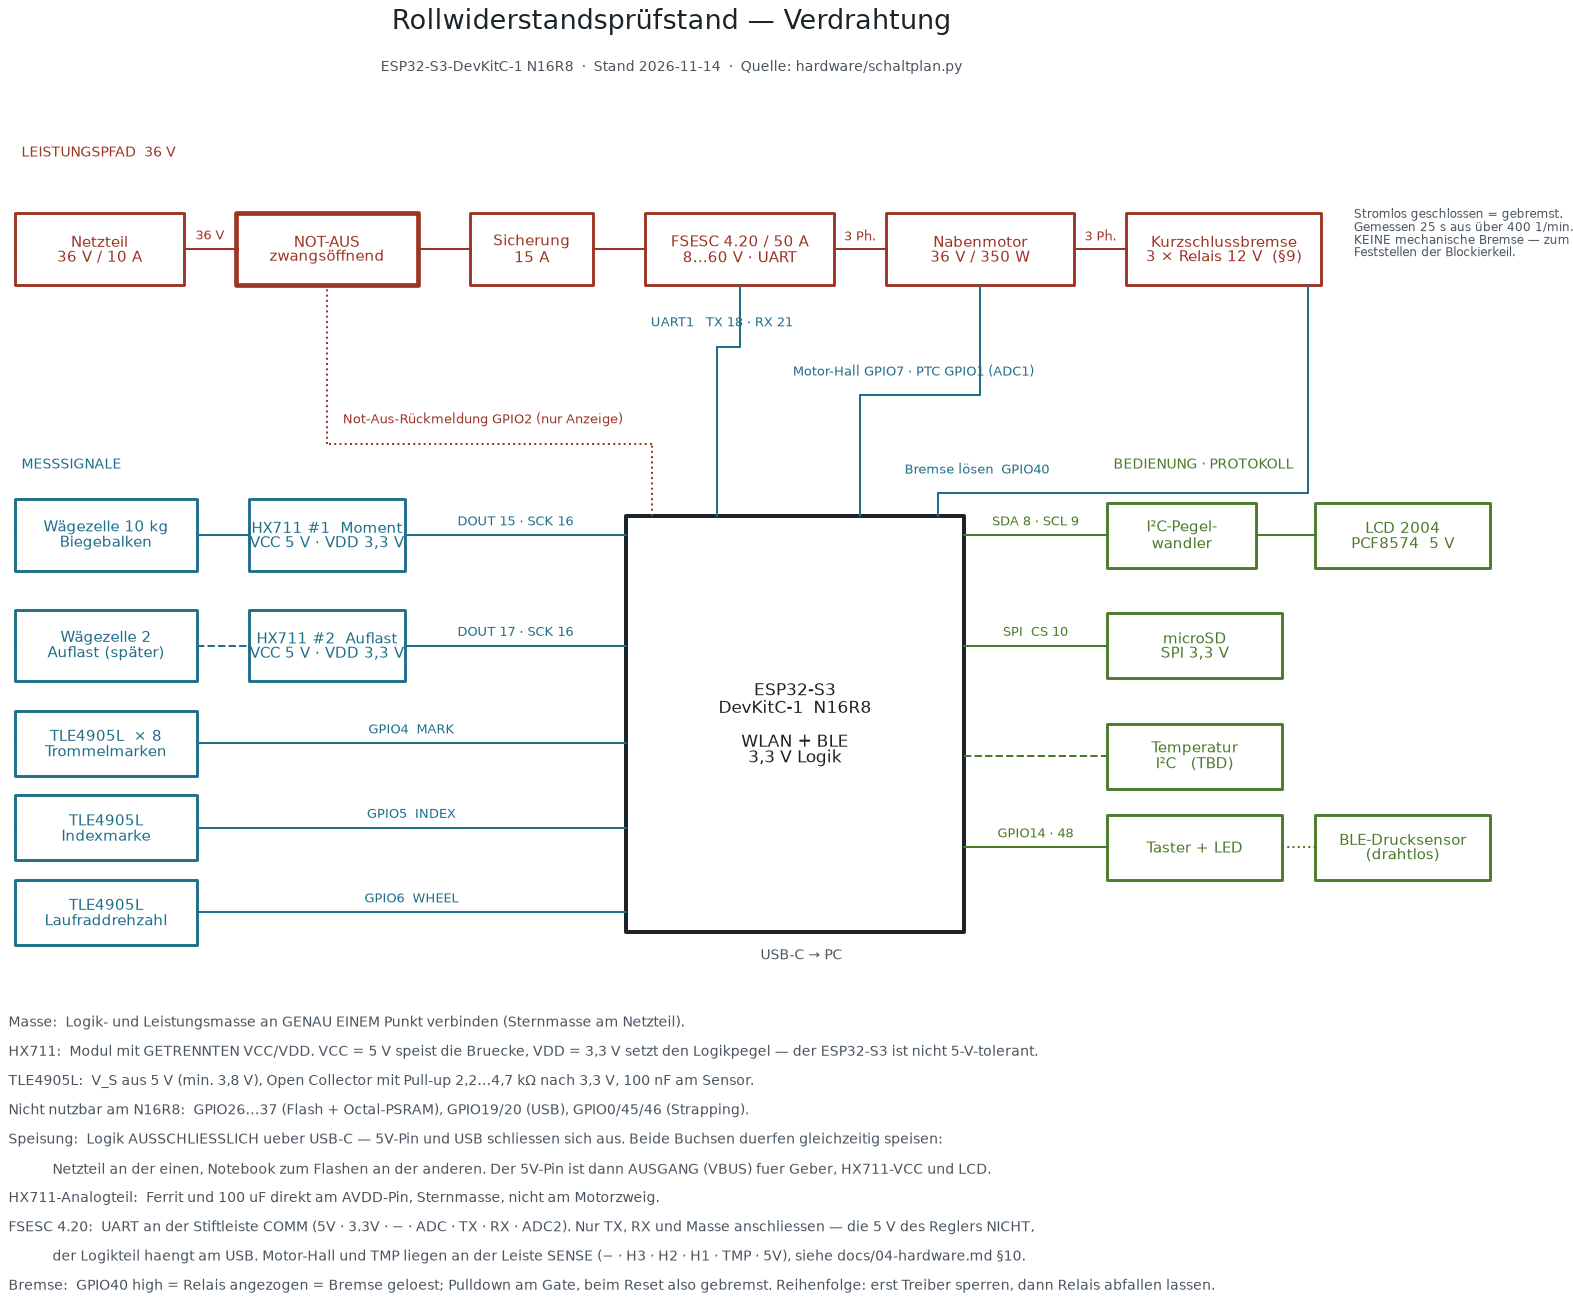 Rollwiderstandsprüfstand — Verdrahtung
ESP32-S3-DevKitC-1 N16R8 · Stand 2026-11-14 · Quelle: hardware/schaltplan.py
LEISTUNGSPFAD 36 V
Netzteil
36 V / 10 A
36 V
NOT-AUS
zwangsöffnend
Sicherung
15 A
FSESC 4.20 / 50 A
8…60 V · UART
3 Ph.
Nabenmotor
36 V / 350 W
3 Ph.
Kurzschlussbremse
3 × Relais 12 V (§9)
Stromlos geschlossen = gebremst.
Gemessen 25 s aus über 400 1/min.
KEINE mechanische Bremse — zum
Feststellen der Blockierkeil.
UART1 TX 18 · RX 21
Motor-Hall GPIO7 · PTC GPIO1 (ADC1)
Not-Aus-Rückmeldung GPIO2 (nur Anzeige)
Bremse lösen GPIO40
MESSSIGNALE
BEDIENUNG · PROTOKOLL
Wägezelle 10 kg
Biegebalken
HX711 #1 Moment
VCC 5 V · VDD 3,3 V
DOUT 15 · SCK 16
Wägezelle 2
Auflast (später)
HX711 #2 Auflast
VCC 5 V · VDD 3,3 V
DOUT 17 · SCK 16
TLE4905L × 8
Trommelmarken
GPIO4 MARK
TLE4905L
Indexmarke
GPIO5 INDEX
TLE4905L
Laufraddrehzahl
GPIO6 WHEEL
ESP32-S3
DevKitC-1 N16R8
WLAN + BLE
3,3 V Logik
USB-C → PC
SDA 8 · SCL 9
I²C-Pegel-
wandler
LCD 2004
PCF8574 5 V
SPI CS 10
microSD
SPI 3,3 V
Temperatur
I²C (TBD)
GPIO14 · 48
Taster + LED
BLE-Drucksensor
(drahtlos)
Masse: Logik- und Leistungsmasse an GENAU EINEM Punkt verbinden (Sternmasse am Netzteil).
HX711: Modul mit GETRENNTEN VCC/VDD. VCC = 5 V speist die Bruecke, VDD = 3,3 V setzt den Logikpegel — der ESP32-S3 ist nicht 5-V-tolerant.
TLE4905L: V_S aus 5 V (min. 3,8 V), Open Collector mit Pull-up 2,2…4,7 kΩ nach 3,3 V, 100 nF am Sensor.
Nicht nutzbar am N16R8: GPIO26…37 (Flash + Octal-PSRAM), GPIO19/20 (USB), GPIO0/45/46 (Strapping).
Speisung: Logik AUSSCHLIESSLICH ueber USB-C — 5V-Pin und USB schliessen sich aus. Beide Buchsen duerfen gleichzeitig speisen:
Netzteil an der einen, Notebook zum Flashen an der anderen. Der 5V-Pin ist dann AUSGANG (VBUS) fuer Geber, HX711-VCC und LCD.
HX711-Analogteil: Ferrit und 100 uF direkt am AVDD-Pin, Sternmasse, nicht am Motorzweig.
FSESC 4.20: UART an der Stiftleiste COMM (5V · 3.3V · − · ADC · TX · RX · ADC2). Nur TX, RX und Masse anschliessen — die 5 V des Reglers NICHT,
der Logikteil haengt am USB. Motor-Hall und TMP liegen an der Leiste SENSE (− · H3 · H2 · H1 · TMP · 5V), siehe docs/04-hardware.md §10.
Bremse: GPIO40 high = Relais angezogen = Bremse geloest; Pulldown am Gate, beim Reset also gebremst. Reihenfolge: erst Treiber sperren, dann Relais abfallen lassen.